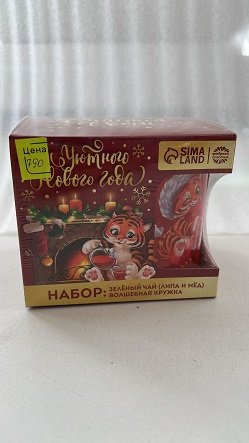 Цена
790
Уютного
Нового года
SIMA
LAND
НАБОР: ЗЕЛЁНЫЙ ЧАЙ (ЛИПА И МЁД)
ВОЛШЕБНАЯ КРУЖКА